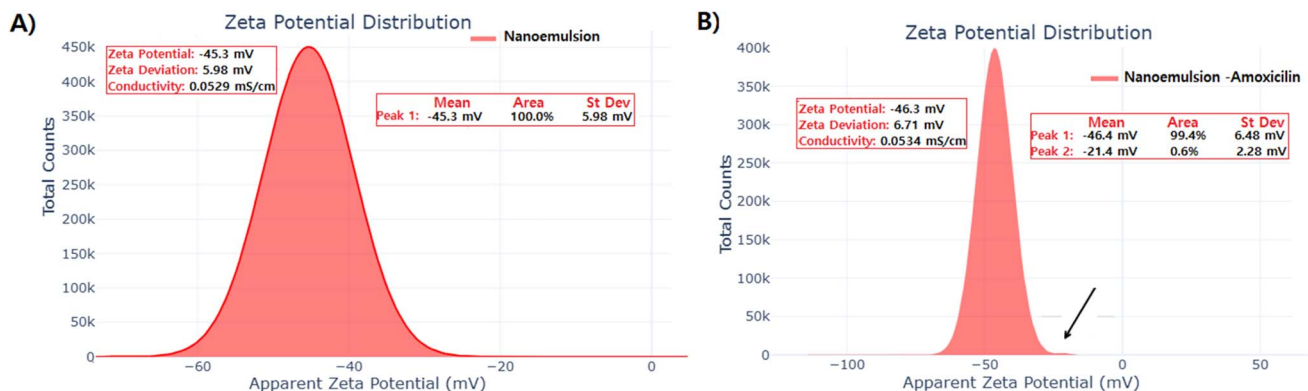 A)
Zeta Potential Distribution
Nanoemulsion
Zeta Potential: -45.3 mV
Zeta Deviation: 5.98 mV
Conductivity: 0.0529 mS/cm
Mean Area St Dev
Peak 1: -45.3 mV 100.0% 5.98 mV
Total Counts
450k
400k
350k
300k
250k
200k
150k
100k
50k
0
−60 −40 −20 0
Apparent Zeta Potential (mV)
B)
Zeta Potential Distribution
Nanoemulsion -Amoxicilin
Zeta Potential: -46.3 mV
Zeta Deviation: 6.71 mV
Conductivity: 0.0534 mS/cm
Mean Area St Dev
Peak 1: -46.4 mV 99.4% 6.48 mV
Peak 2: -21.4 mV 0.6% 2.28 mV
Total Counts
400k
350k
300k
250k
200k
150k
100k
50k
0
−100 −50 0 50
Apparent Zeta Potential (mV)